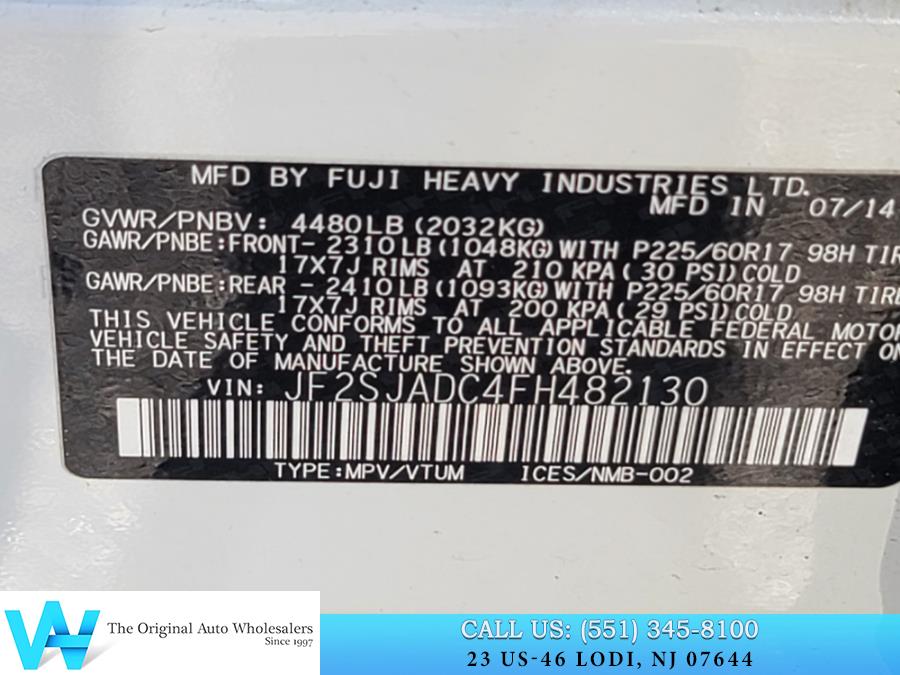 MFD BY FUJI HEAVY INDUSTRIES LTD.
MFD IN 07/14
GVWR/PNBV: 4480LB (2032KG)
GAWR/PNBE:FRONT- 2310LB (1048KG) WITH P225/60R17 98H TIR
17X7J RIMS AT 210 KPA ( 30 PSI) COLD
GAWR/PNBE:REAR - 2410LB (1093KG) WITH P225/60R17 98H TIRE
17X7J RIMS AT 200 KPA ( 29 PSI) COLD
THIS VEHICLE CONFORMS TO ALL APPLICABLE FEDERAL MOTOR
VEHICLE SAFETY AND THEFT PREVENTION STANDARDS IN EFFECT ON
THE DATE OF MANUFACTURE SHOWN ABOVE.
VIN: JF2SJADC4FH482130
TYPE:MPV/VTUM ICES/NMB-002
The Original Auto Wholesalers
Since 1997
CALL US: (551) 345-8100
23 US-46 LODI, NJ 07644